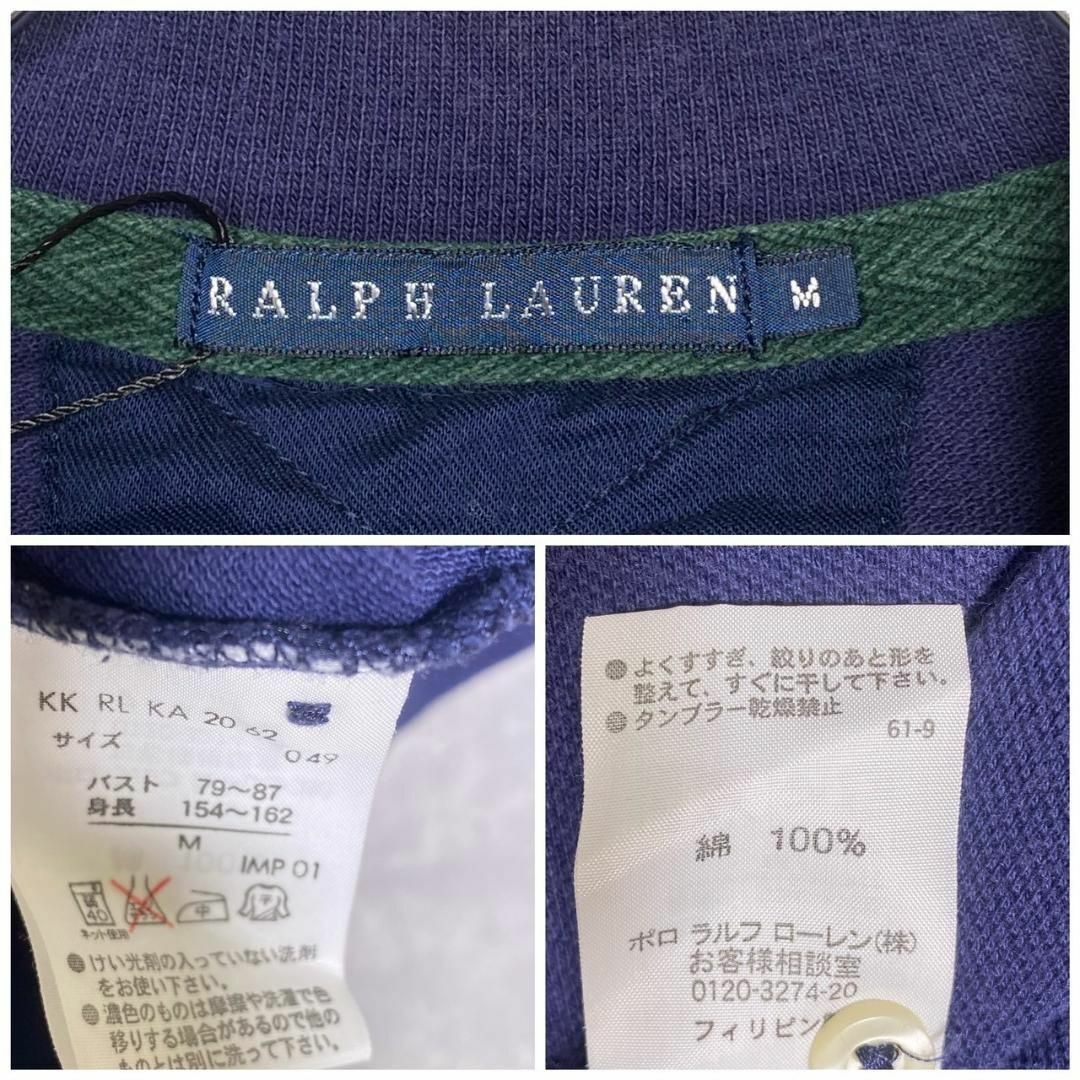 RALPH LAUREN M
KK RL KA 20 62 049
サイズ
バスト 79〜87
身長 154〜162
M
IMP 01
40
中
ネット使用
●けい光剤の入っていない洗剤
をお使い下さい。
●濃色のものは摩擦や洗濯で色
移りする場合があるので他の
ものとは別に洗って下さい。
●よくすすぎ、絞りのあと形を
整えて、すぐに干して下さい。
●タンブラー乾燥禁止
61-9
綿 100%
ポロ ラルフ ローレン(株)
お客様相談室
0120-3274-20
フィリピン